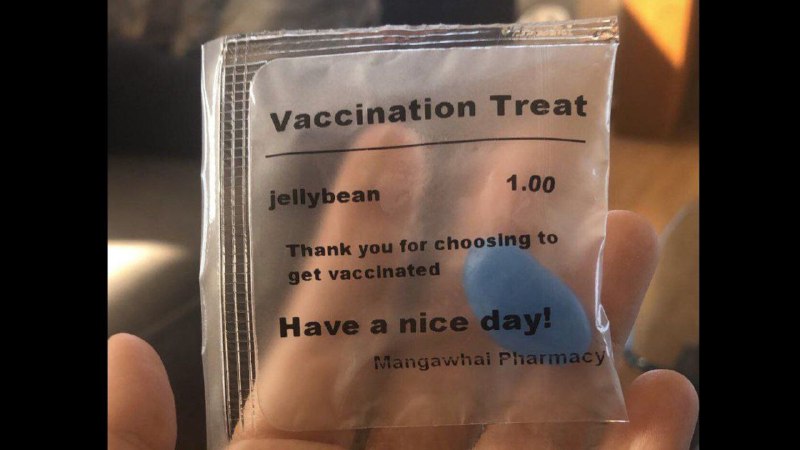 Vaccination Treat
jellybean 1.00
Thank you for choosing to
get vaccinated
Have a nice day!
Mangawhai Pharmacy